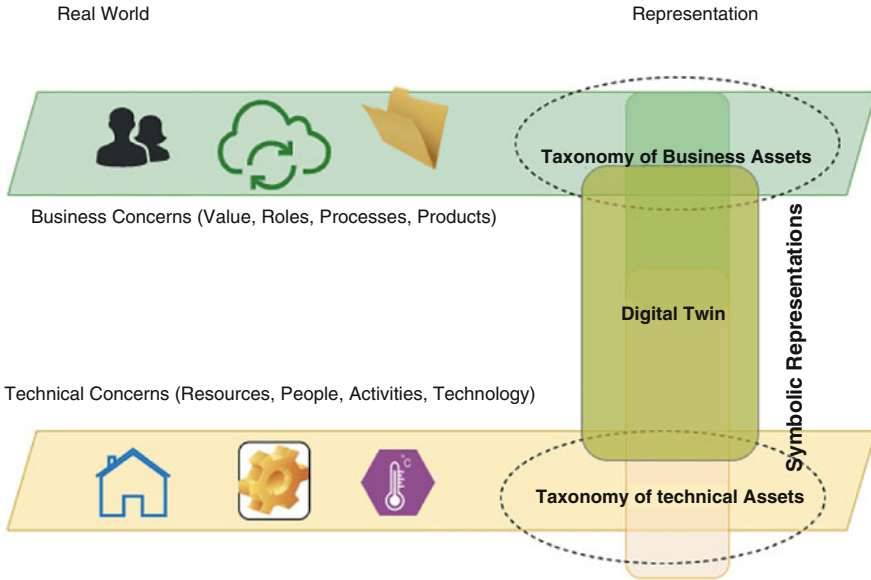 Real World
Representation
Taxonomy of Business Assets
Business Concerns (Value, Roles, Processes, Products)
Symbolic Representations
Digital Twin
Technical Concerns (Resources, People, Activities, Technology)
°C
Taxonomy of technical Assets